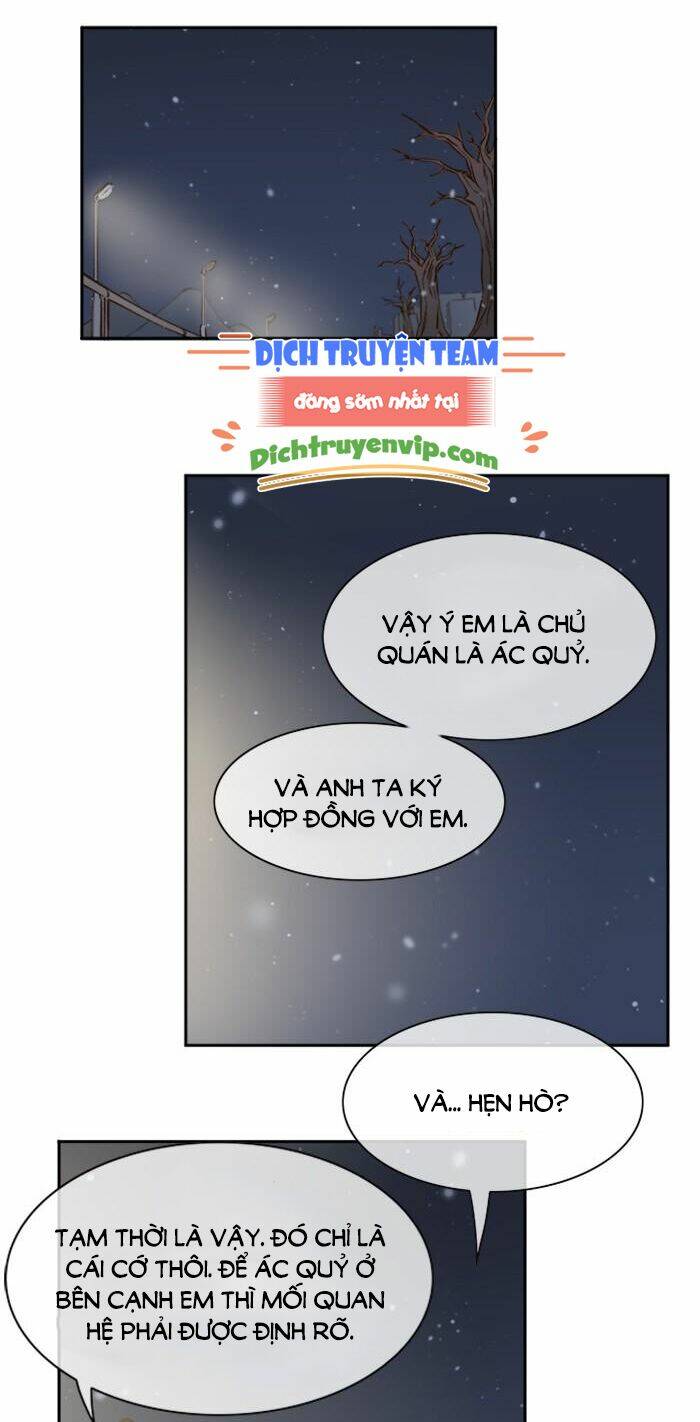 DỊCH TRUYỆN TEAM
đăng sớm nhất tại
Dichtruyenvip.com
VẬY Ý EM LÀ CHỦ
QUÁN LÀ ÁC QUỶ.
VÀ ANH TA KÝ
HỢP ĐỒNG VỚI EM.
VÀ... HẸN HÒ?
TẠM THỜI LÀ VẬY. ĐÓ CHỈ LÀ
CÁI CỚ THÔI. ĐỂ ÁC QUỶ Ở
BÊN CẠNH EM THÌ MỐI QUAN
HỆ PHẢI ĐƯỢC ĐỊNH RÕ.